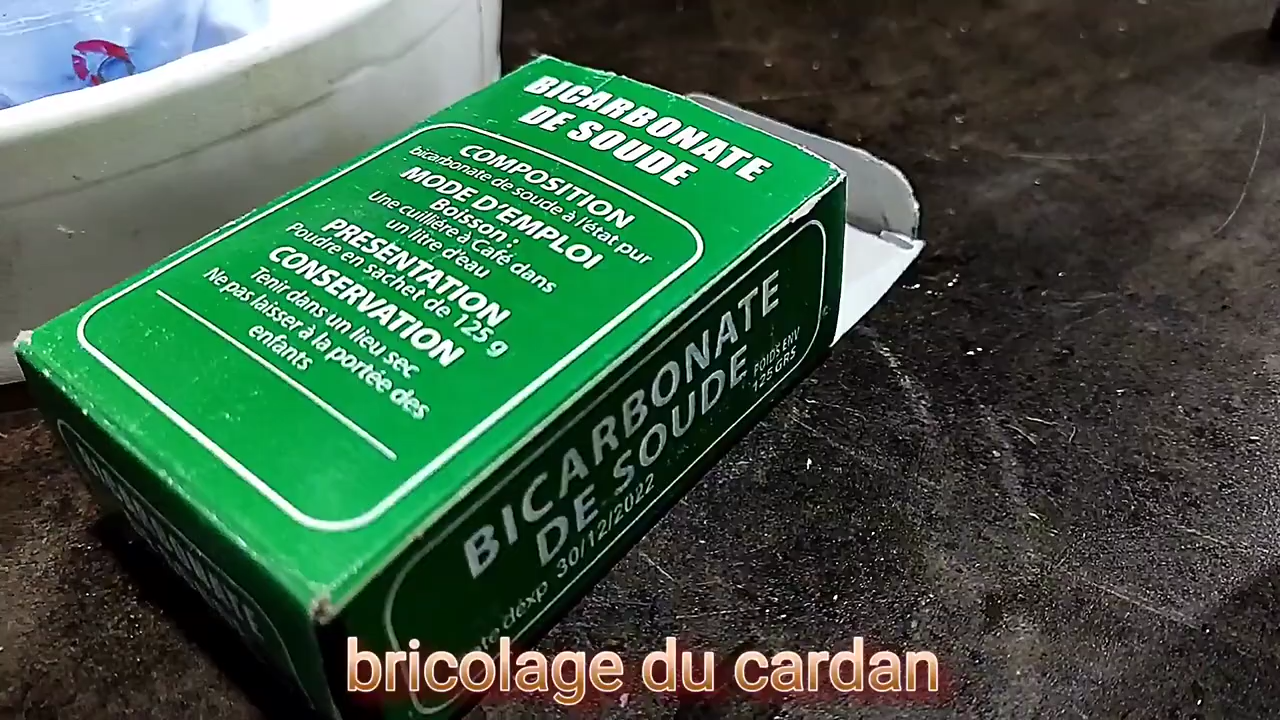 BICARBONATE
DE SOUDE
COMPOSITION
bicarbonate de soude à l'état pur
MODE D'EMPLOI
Boisson :
Une cuillière à Café dans
un litre d'eau
PRESENTATION
Poudre en sachet de 125 g
CONSERVATION
Tenir dans un lieu sec
Ne pas laisser à la portée des
enfants
BICARBONATE
DE SOUDE
POIDS ENV
125 GRS
déxp 30/12/2022
bricolage du cardan